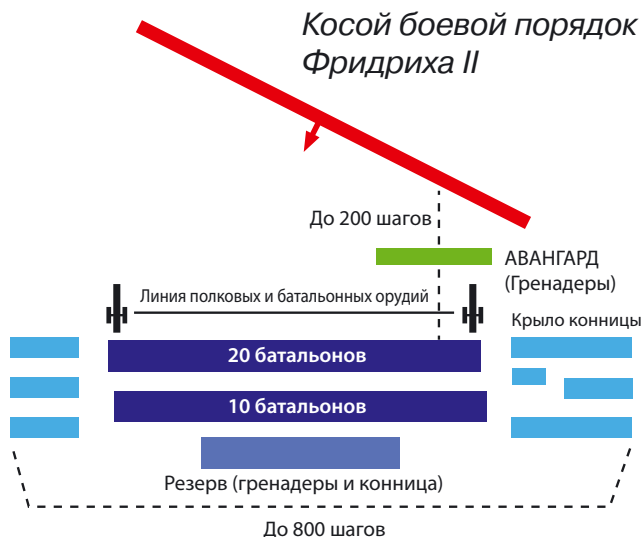 Косой боевой порядок
Фридриха II
До 200 шагов
АВАНГАРД
(Гренадеры)
Линия полковых и батальонных орудий
Крыло конницы
20 батальонов
10 батальонов
Резерв (гренадеры и конница)
До 800 шагов